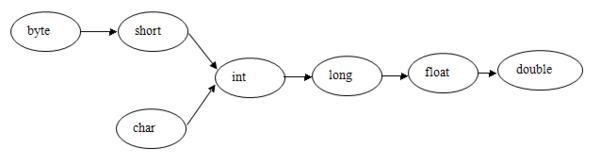 byte
short
int
long
float
double
char